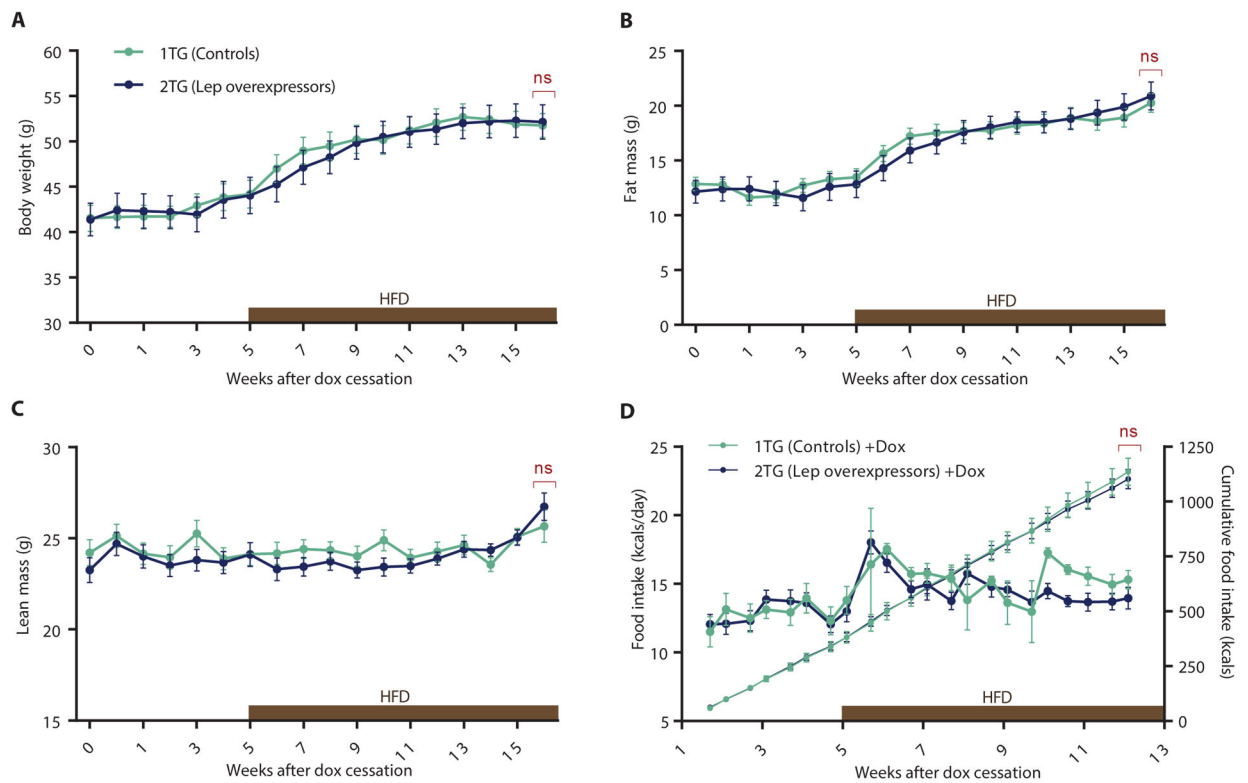 A
1TG (Controls)
2TG (Lep overexpressors)
ns
Body weight (g)
60
55
50
45
40
35
30
HFD
0
1
3
5
7
9
11
13
15
Weeks after dox cessation
B
ns
Fat mass (g)
25
20
15
10
5
0
HFD
0
1
3
5
7
9
11
13
15
Weeks after dox cessation
C
ns
Lean mass (g)
30
25
20
15
HFD
0
1
3
5
7
9
11
13
15
Weeks after dox cessation
D
1TG (Controls) +Dox
2TG (Lep overexpressors) +Dox
ns
Food intake (kcals/day)
25
20
15
10
5
Cumulative food
intake (kcals)
1250
1000
750
500
250
0
HFD
1
3
5
7
9
11
13
Weeks after dox cessation